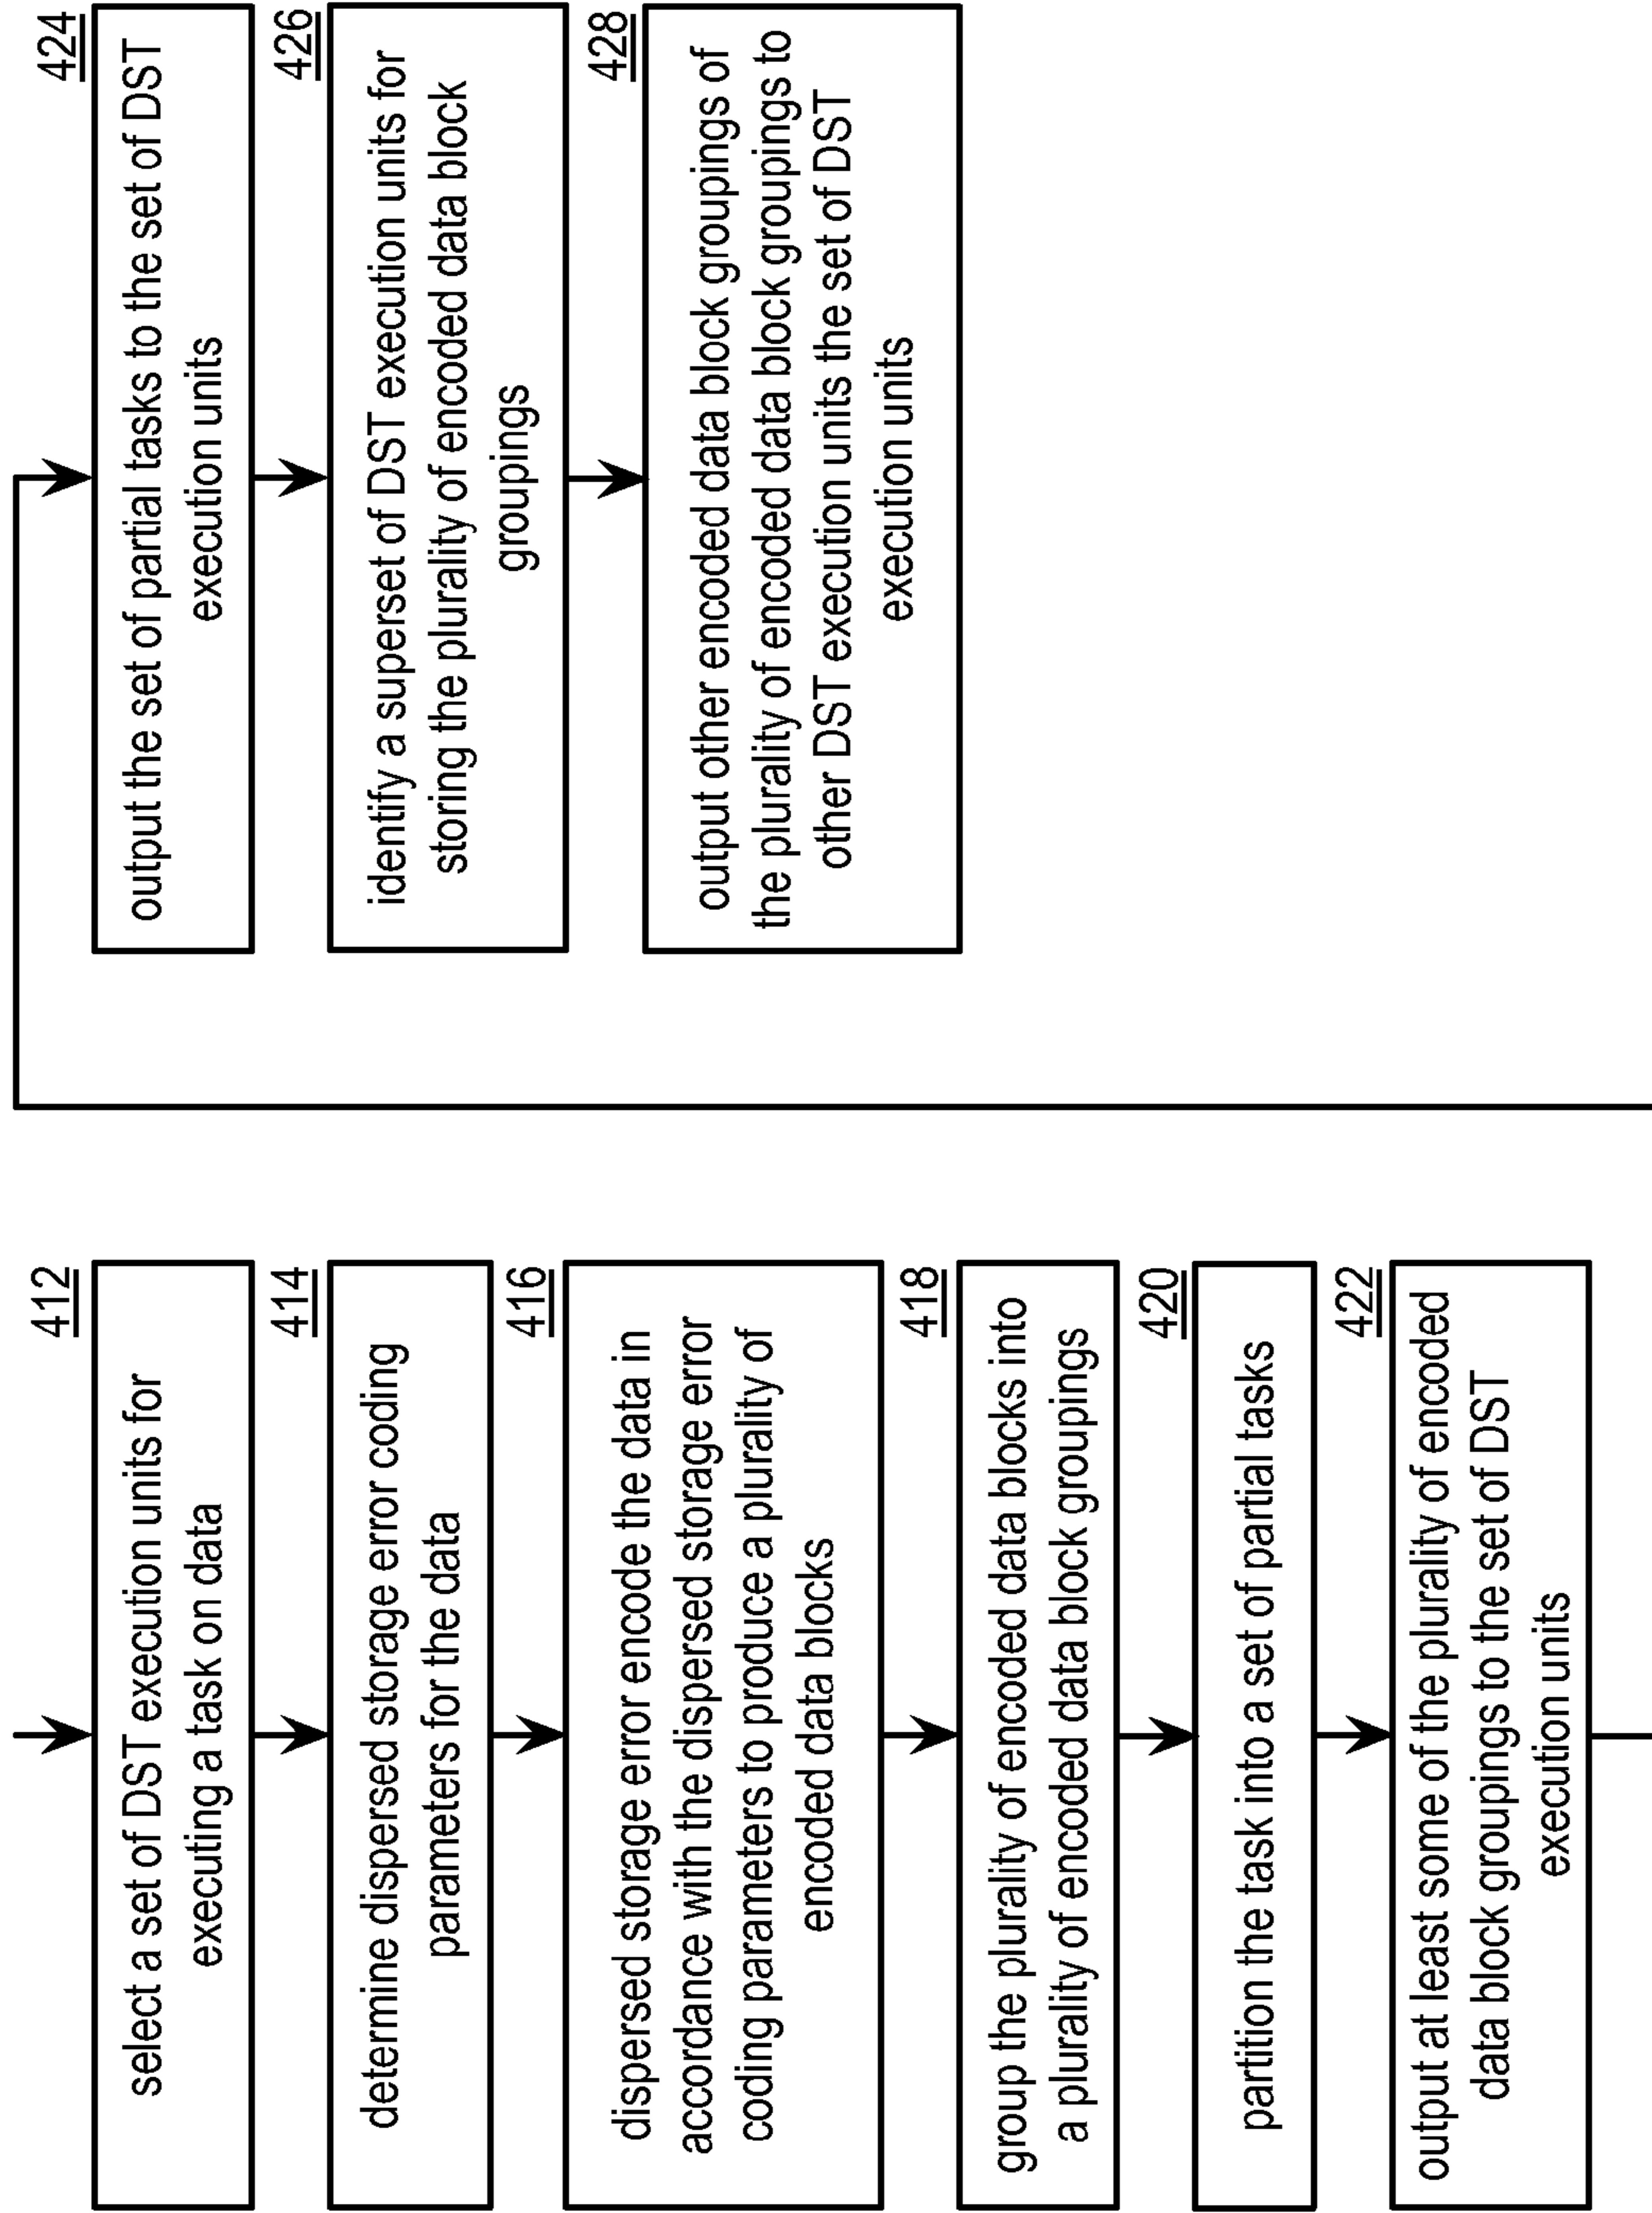 412
select a set of DST execution units for
executing a task on data
414
determine dispersed storage error coding
parameters for the data
416
dispersed storage error encode the data in
accordance with the dispersed storage error
coding parameters to produce a plurality of
encoded data blocks
418
group the plurality of encoded data blocks into
a plurality of encoded data block groupings
420
partition the task into a set of partial tasks
422
output at least some of the plurality of encoded
data block groupings to the set of DST
execution units
424
output the set of partial tasks to the set of DST
execution units
426
identify a superset of DST execution units for
storing the plurality of encoded data block
groupings
428
output other encoded data block groupings of
the plurality of encoded data block groupings to
other DST execution units the set of DST
execution units